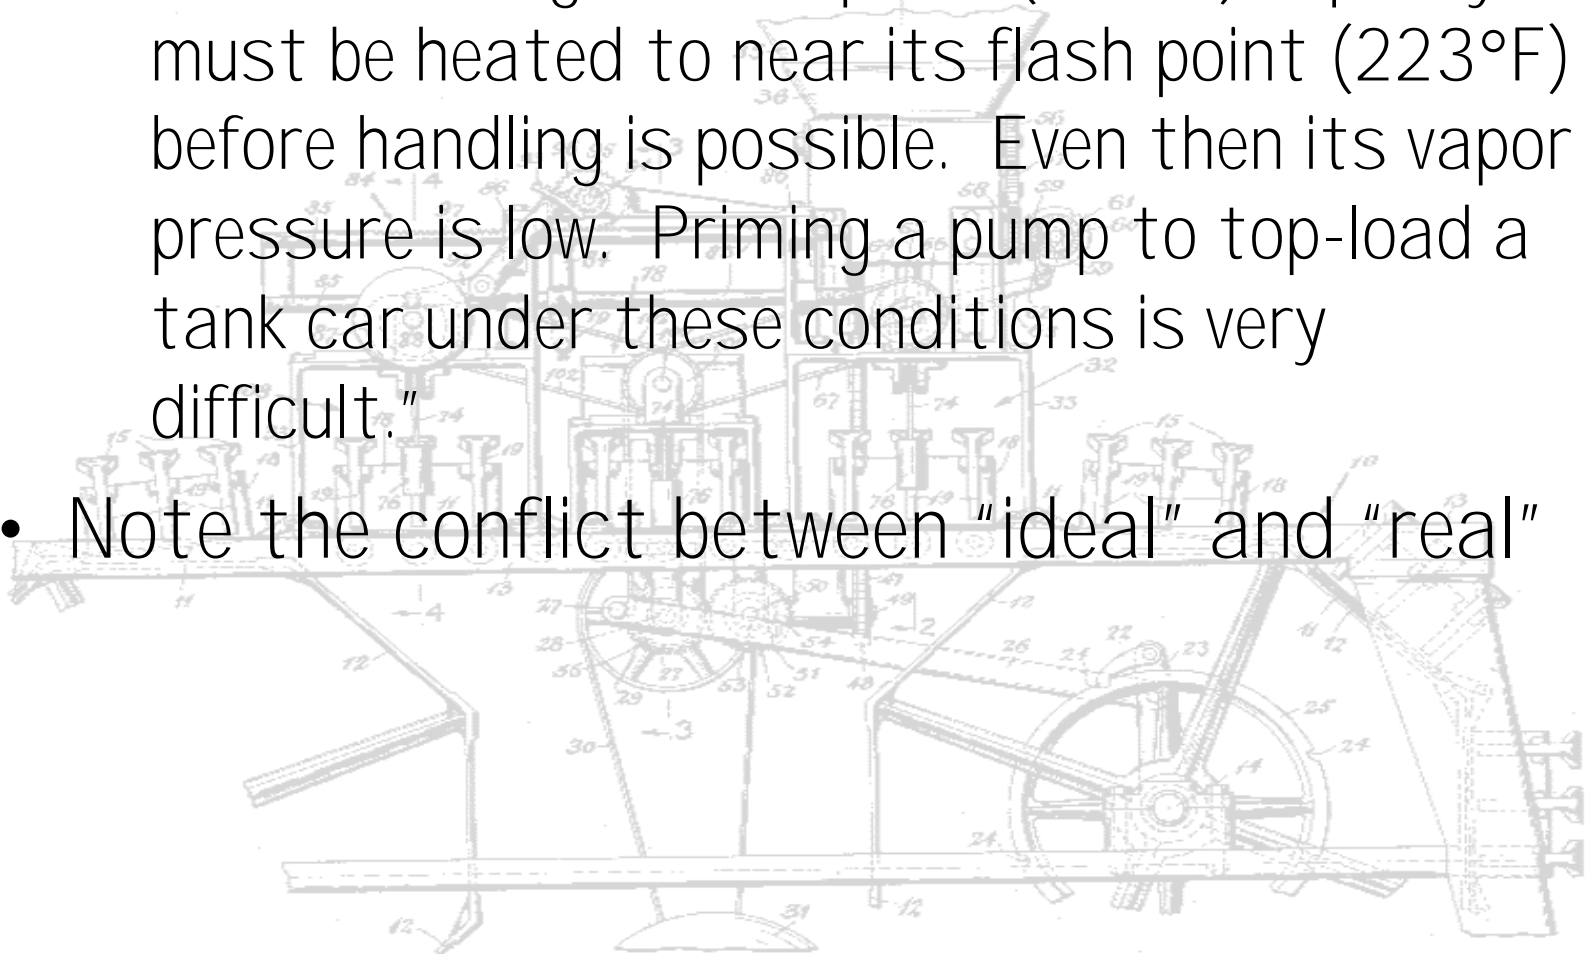 must be heated to near its flash point (223°F)
before handling is possible.  Even then its vapor
pressure is low.  Priming a pump to top-load a
tank car under these conditions is very
difficult.”
• Note the conflict between “ideal” and “real”